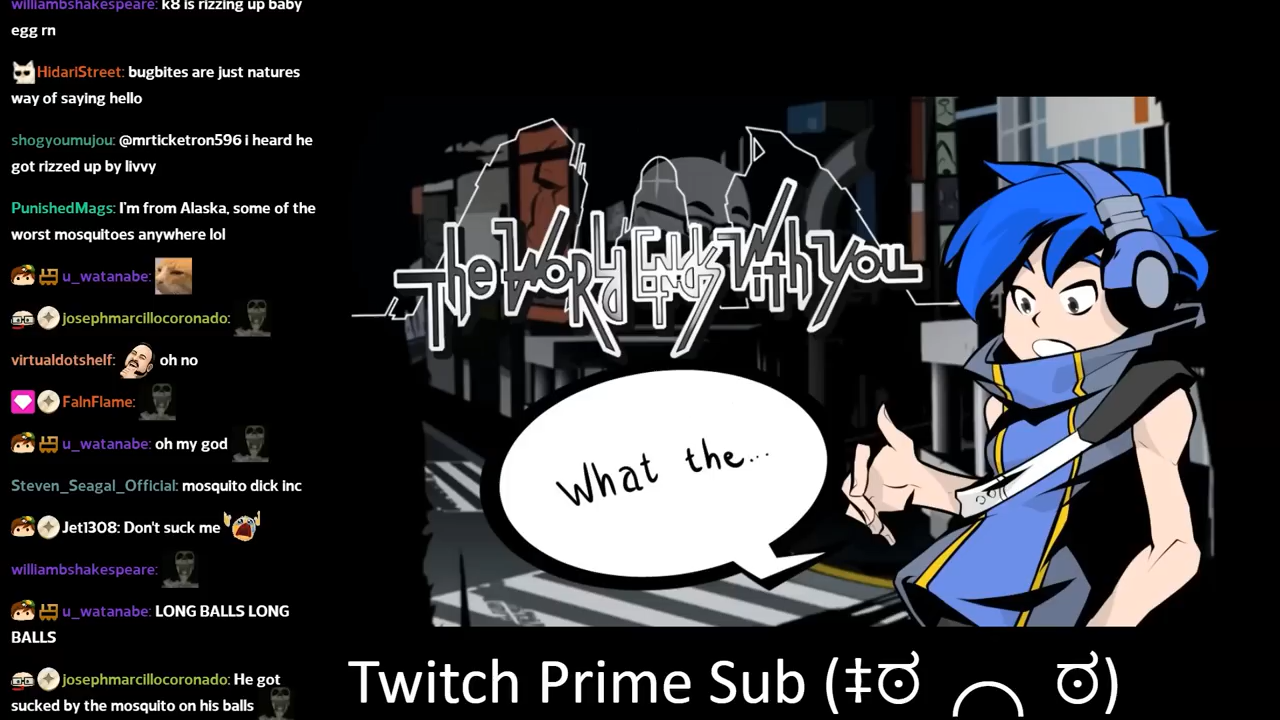 williambshakespeare: k8 is rizzing up baby
egg rn
HidariStreet: bugbites are just natures
way of saying hello
shogyoumujou: @mrticketron596 i heard he
got rizzed up by livvy
PunishedMags: I'm from Alaska, some of the
worst mosquitoes anywhere lol
u_watanabe:
josephmarcillocoronado:
virtualdotshelf: oh no
FalnFlame:
u_watanabe: oh my god
Steven_Seagal_Official: mosquito dick inc
Jet1308: Don't suck me
williambshakespeare:
u_watanabe: LONG BALLS LONG
BALLS
josephmarcillocoronado: He got
sucked by the mosquito on his balls
The World Ends With You
What the...
Twitch Prime Sub (‡ಠ ╭╮ ಠ)